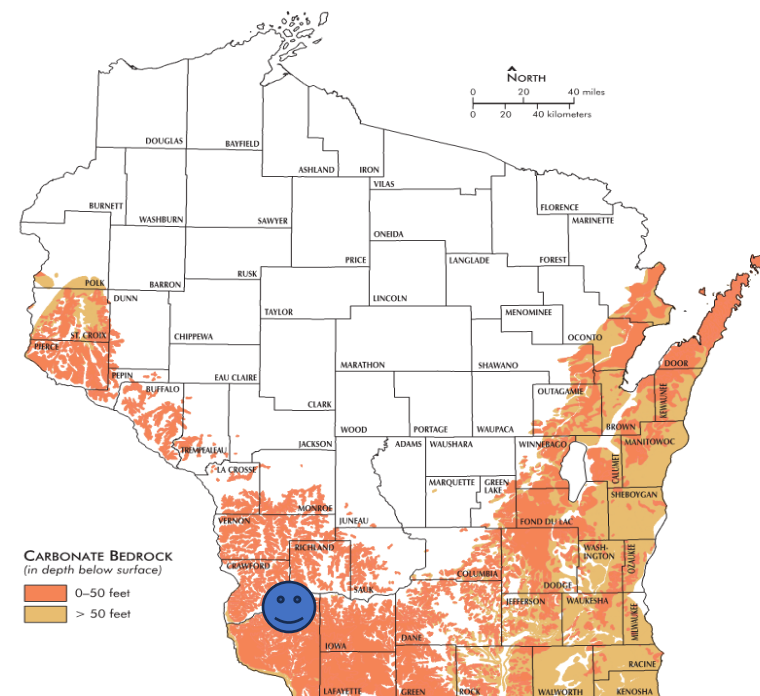 NORTH
0 20 40 miles
0 20 40 kilometers
DOUGLAS
BAYFIELD
ASHLAND
IRON
VILAS
BURNETT
WASHBURN
SAWYER
FLORENCE
MARINETTE
ONEIDA
PRICE
LANGLADE
FOREST
POLK
BARRON
RUSK
DUNN
TAYLOR
LINCOLN
MENOMINEE
OCONTO
ST. CROIX
CHIPPEWA
PIERCE
MARATHON
SHAWANO
DOOR
PEPIN
BUFFALO
EAU CLAIRE
CLARK
OUTAGAMIE
KEWAUNEE
WOOD
PORTAGE
WAUPACA
BROWN
TREMPEALEAU
JACKSON
ADAMS
WAUSHARA
WINNEBAGO
MANITOWOC
LA CROSSE
CALUMET
MARQUETTE
GREEN
LAKE
SHEBOYGAN
MONROE
VERNON
JUNEAU
FOND DU LAC
RICHLAND
WASH-
INGTON
OZAUKEE
CARBONATE BEDROCK
(in depth below surface)
0–50 feet
> 50 feet
CRAWFORD
SAUK
COLUMBIA
DODGE
JEFFERSON
WAUKESHA
MILWAUKEE
IOWA
DANE
RACINE
LAFAYETTE
GREEN
ROCK
WALWORTH
KENOSHA